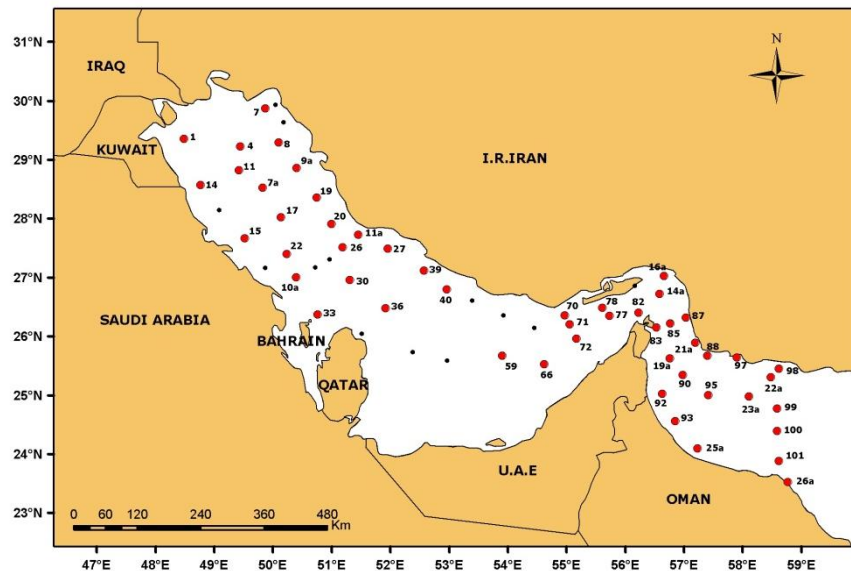 N
31°N
IRAQ
30°N
7
KUWAIT
1
4
8
29°N
9a
I.R.IRAN
11
14
7a
19
28°N
17
20
15
11a
22
26
27
27°N
10a
30
39
40
16a
14a
33
36
70
78
82
87
26°N
SAUDI ARABIA
BAHRAIN
71
77
83
85
72
21a
88
QATAR
59
66
19a
97
98
25°N
90
95
22a
92
23a
99
93
100
24°N
25a
U.A.E
101
26a
OMAN
23°N
0 60 120 240 360 480
Km
47°E 48°E 49°E 50°E 51°E 52°E 53°E 54°E 55°E 56°E 57°E 58°E 59°E